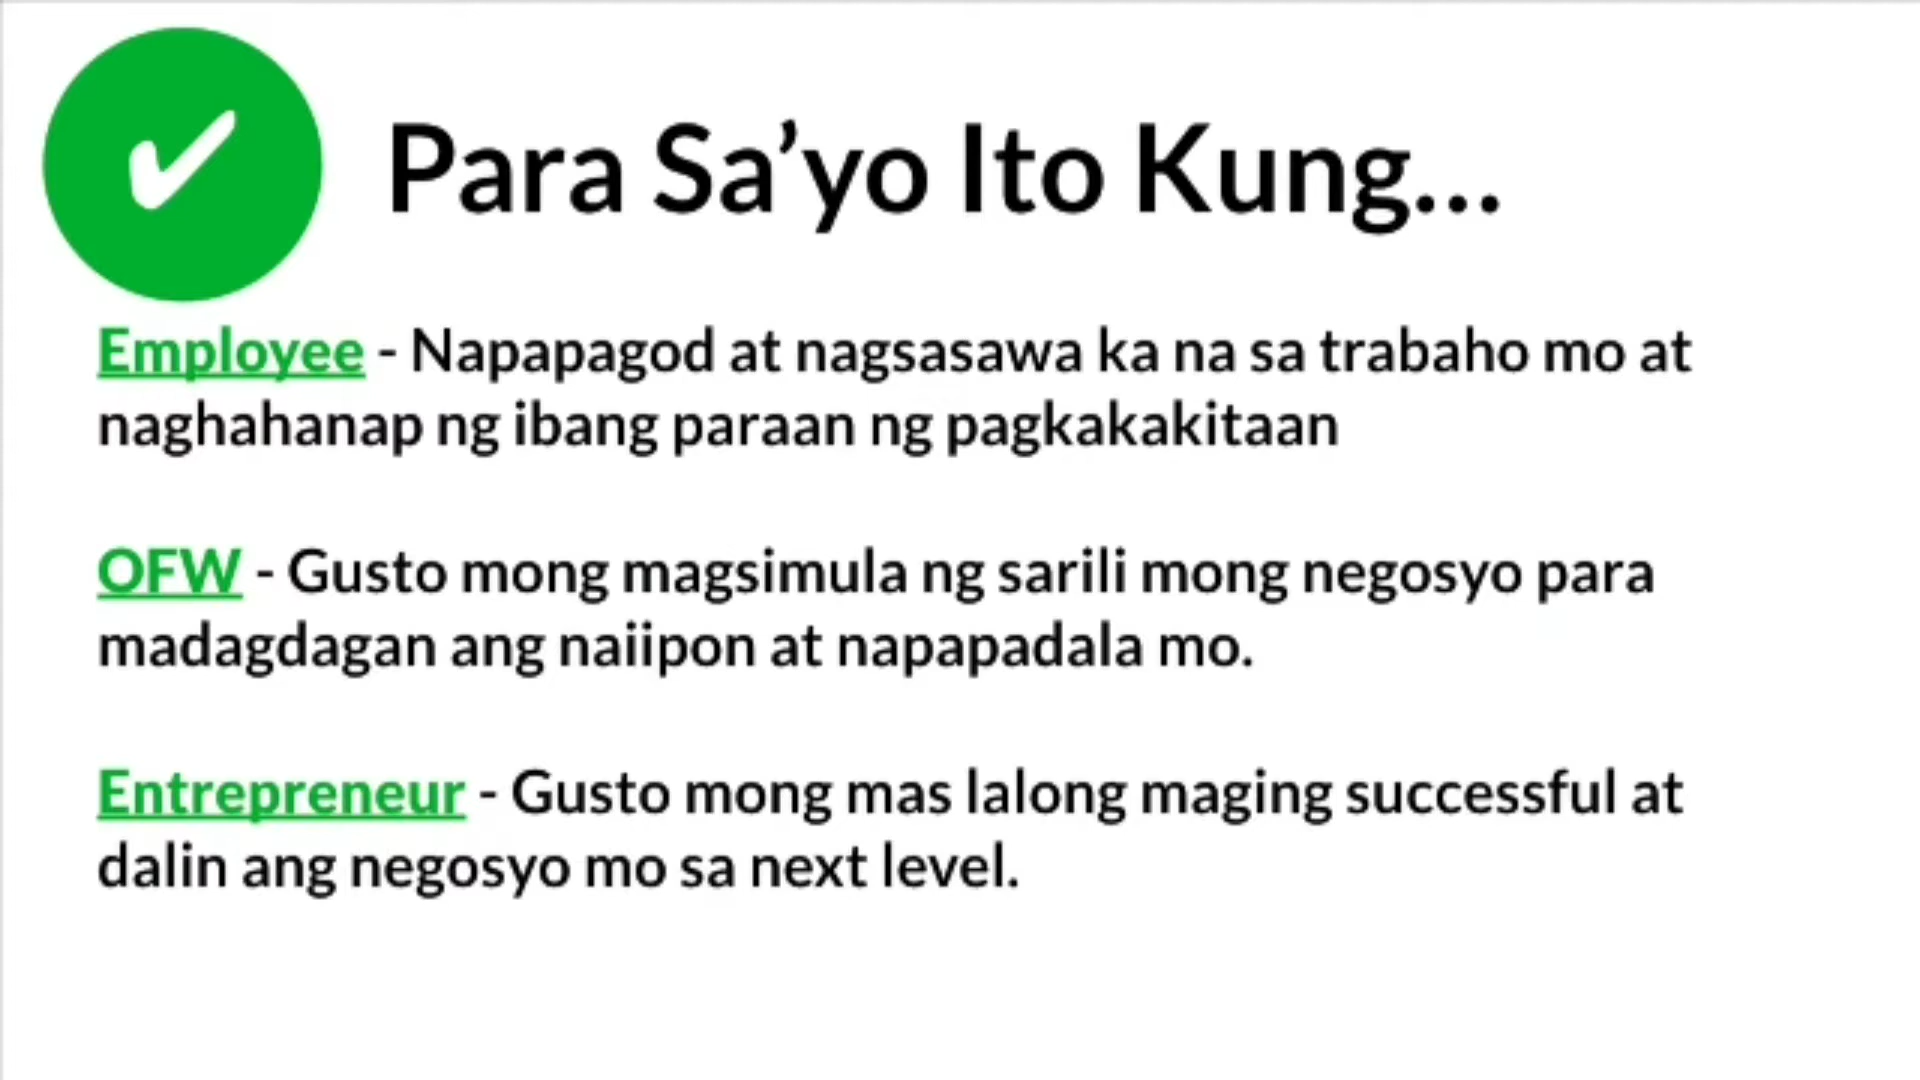 Para Sa’yo Ito Kung...
Employee - Napapagod at nagsasawa ka na sa trabaho mo at
naghahanap ng ibang paraan ng pagkakakitaan
OFW - Gusto mong magsimula ng sarili mong negosyo para
madagdagan ang naiipon at napapadala mo.
Entrepreneur - Gusto mong mas lalong maging successful at
dalin ang negosyo mo sa next level.